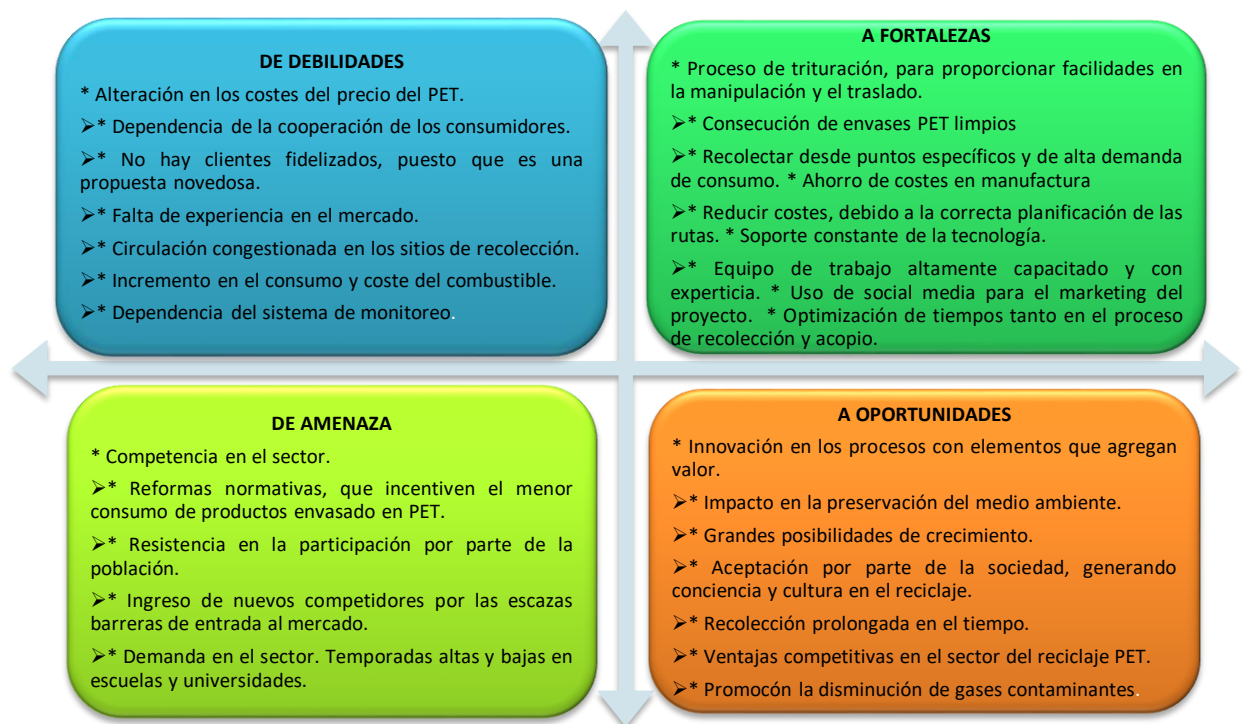 DE DEBILIDADES
* Alteración en los costes del precio del PET.
➢* Dependencia de la cooperación de los consumidores.
➢* No hay clientes fidelizados, puesto que es una
propuesta novedosa.
➢* Falta de experiencia en el mercado.
➢* Circulación congestionada en los sitios de recolección.
➢* Incremento en el consumo y coste del combustible.
➢* Dependencia del sistema de monitoreo.
A FORTALEZAS
* Proceso de trituración, para proporcionar facilidades en
la manipulación y el traslado.
➢* Consecución de envases PET limpios
➢* Recolectar desde puntos específicos y de alta demanda
de consumo. * Ahorro de costes en manufactura
➢* Reducir costes, debido a la correcta planificación de las
rutas. * Soporte constante de la tecnología.
➢* Equipo de trabajo altamente capacitado y con
experticia. * Uso de social media para el marketing del
proyecto. * Optimización de tiempos tanto en el proceso
de recolección y acopio.
DE AMENAZA
* Competencia en el sector.
➢* Reformas normativas, que incentiven el menor
consumo de productos envasado en PET.
➢* Resistencia en la participación por parte de la
población.
➢* Ingreso de nuevos competidores por las escazas
barreras de entrada al mercado.
➢* Demanda en el sector. Temporadas altas y bajas en
escuelas y universidades.
A OPORTUNIDADES
* Innovación en los procesos con elementos que agregan
valor.
➢* Impacto en la preservación del medio ambiente.
➢* Grandes posibilidades de crecimiento.
➢* Aceptación por parte de la sociedad, generando
conciencia y cultura en el reciclaje.
➢* Recolección prolongada en el tiempo.
➢* Ventajas competitivas en el sector del reciclaje PET.
➢* Promocón la disminución de gases contaminantes.